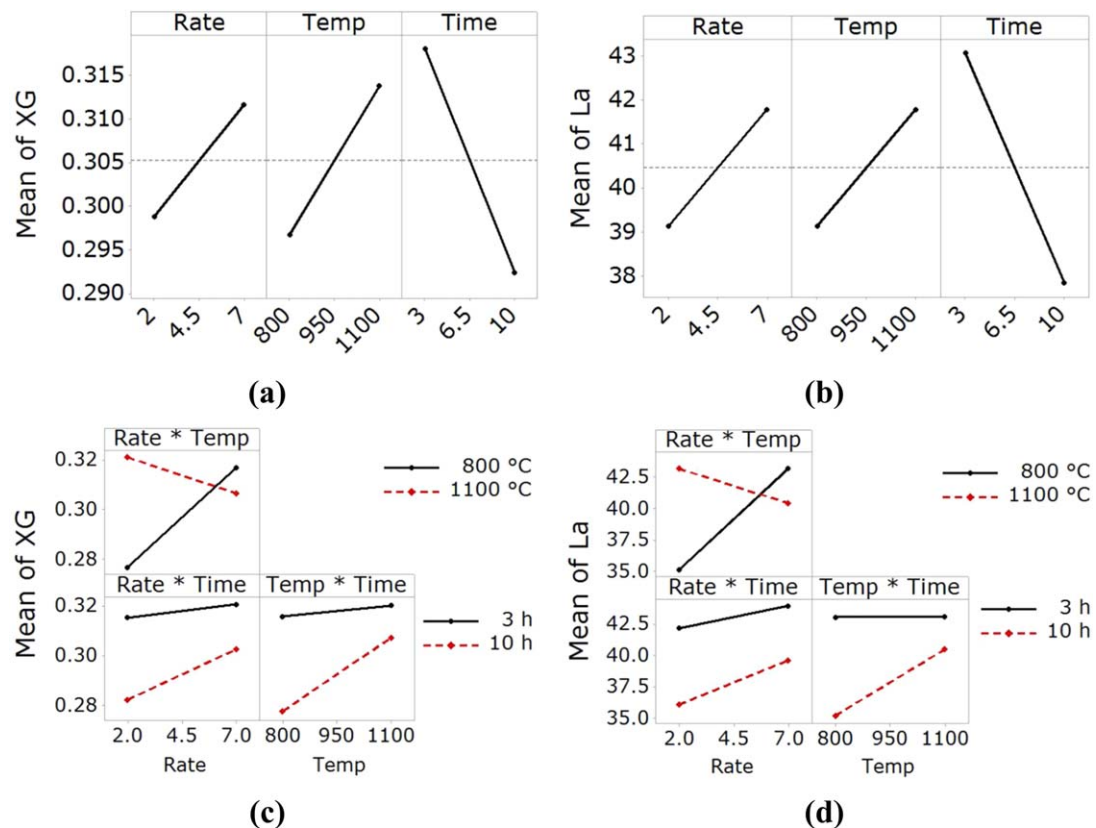 Rate Temp Time
Mean of XG
0.315
0.310
0.305
0.300
0.295
0.290
2 4.5 7 800 950 1100 3 6.5 10
(a)
Rate Temp Time
Mean of La
43
42
41
40
39
38
2 4.5 7 800 950 1100 3 6.5 10
(b)
Mean of XG
Rate * Temp
0.32
0.30
0.28
800 °C
1100 °C
Rate * Time Temp * Time
0.32
0.30
0.28
3 h
10 h
2.0 4.5 7.0 800 950 1100
Rate Temp
(c)
Mean of La
Rate * Temp
42.5
40.0
37.5
35.0
800 °C
1100 °C
Rate * Time Temp * Time
42.5
40.0
37.5
35.0
3 h
10 h
2.0 4.5 7.0 800 950 1100
Rate Temp
(d)